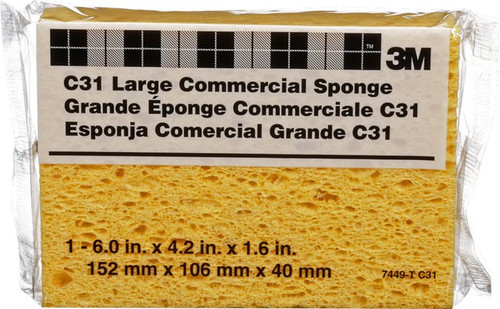 3M
C31 Large Commercial Sponge
Grande Éponge Commerciale C31
Esponja Comercial Grande C31
1 - 6.0 in. x 4.2 in. x 1.6 in.
152 mm x 106 mm x 40 mm
7449-T C31